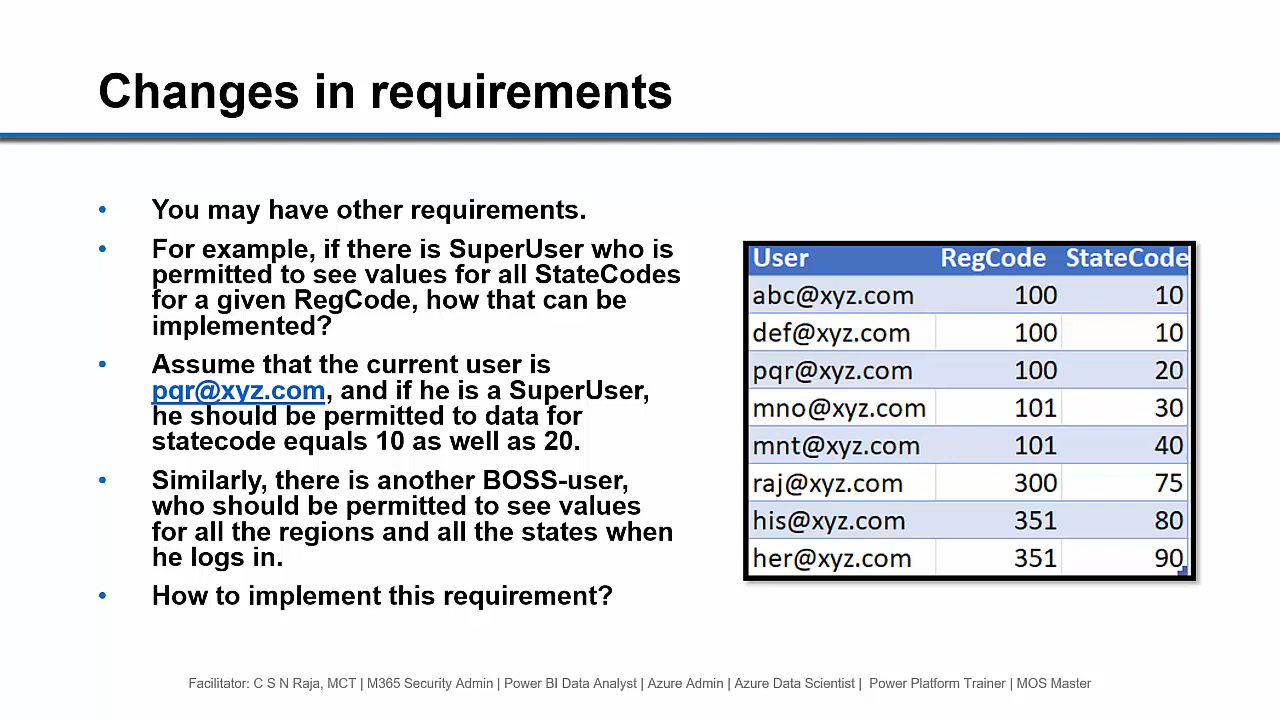 Changes in requirements
• You may have other requirements.
• For example, if there is SuperUser who is
permitted to see values for all StateCodes
for a given RegCode, how that can be
implemented?
• Assume that the current user is
pqr@xyz.com, and if he is a SuperUser,
he should be permitted to data for
statecode equals 10 as well as 20.
• Similarly, there is another BOSS-user,
who should be permitted to see values
for all the regions and all the states when
he logs in.
• How to implement this requirement?
User RegCode StateCode
abc@xyz.com 100 10
def@xyz.com 100 10
pqr@xyz.com 100 20
mno@xyz.com 101 30
mnt@xyz.com 101 40
raj@xyz.com 300 75
his@xyz.com 351 80
her@xyz.com 351 90
Facilitator: C S N Raja, MCT | M365 Security Admin | Power BI Data Analyst | Azure Admin | Azure Data Scientist | Power Platform Trainer | MOS Master